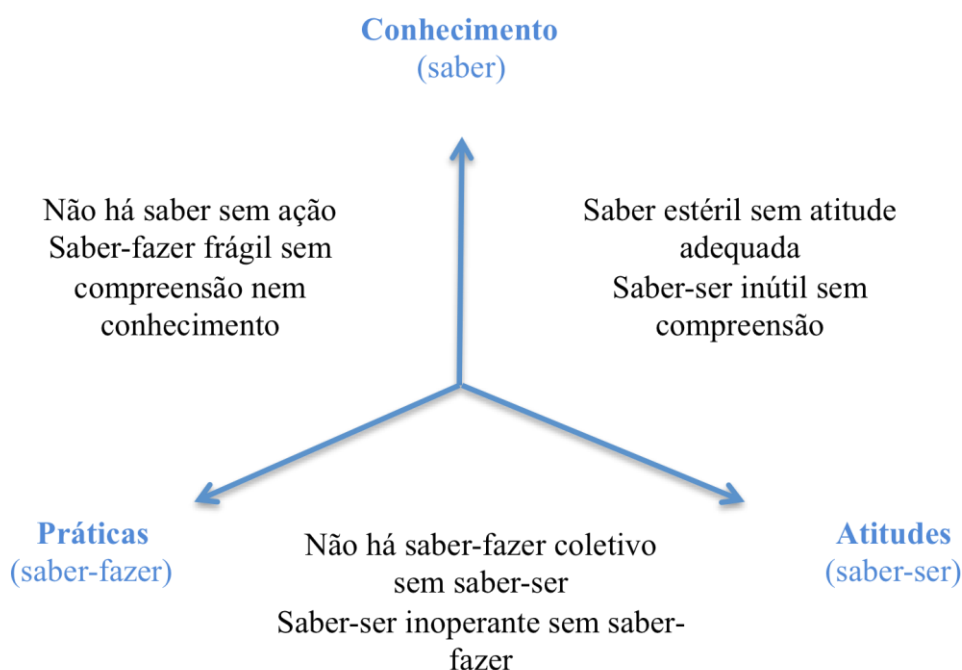 Conhecimento
(saber)
Não há saber sem ação
Saber-fazer frágil sem
compreensão nem
conhecimento
Saber estéril sem atitude
adequada
Saber-ser inútil sem
compreensão
Práticas
(saber-fazer)
Não há saber-fazer coletivo
sem saber-ser
Saber-ser inoperante sem saber-
fazer
Atitudes
(saber-ser)